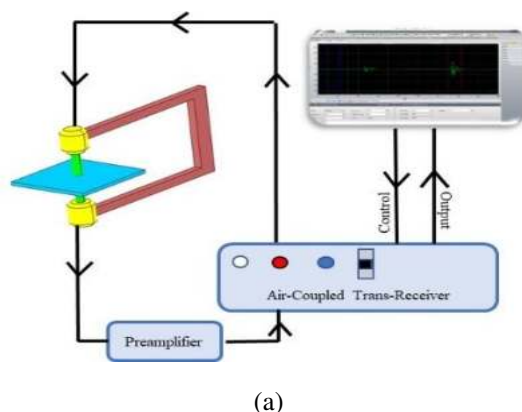 Control
Output
Air-Coupled Trans-Receiver
Preamplifier
(a)